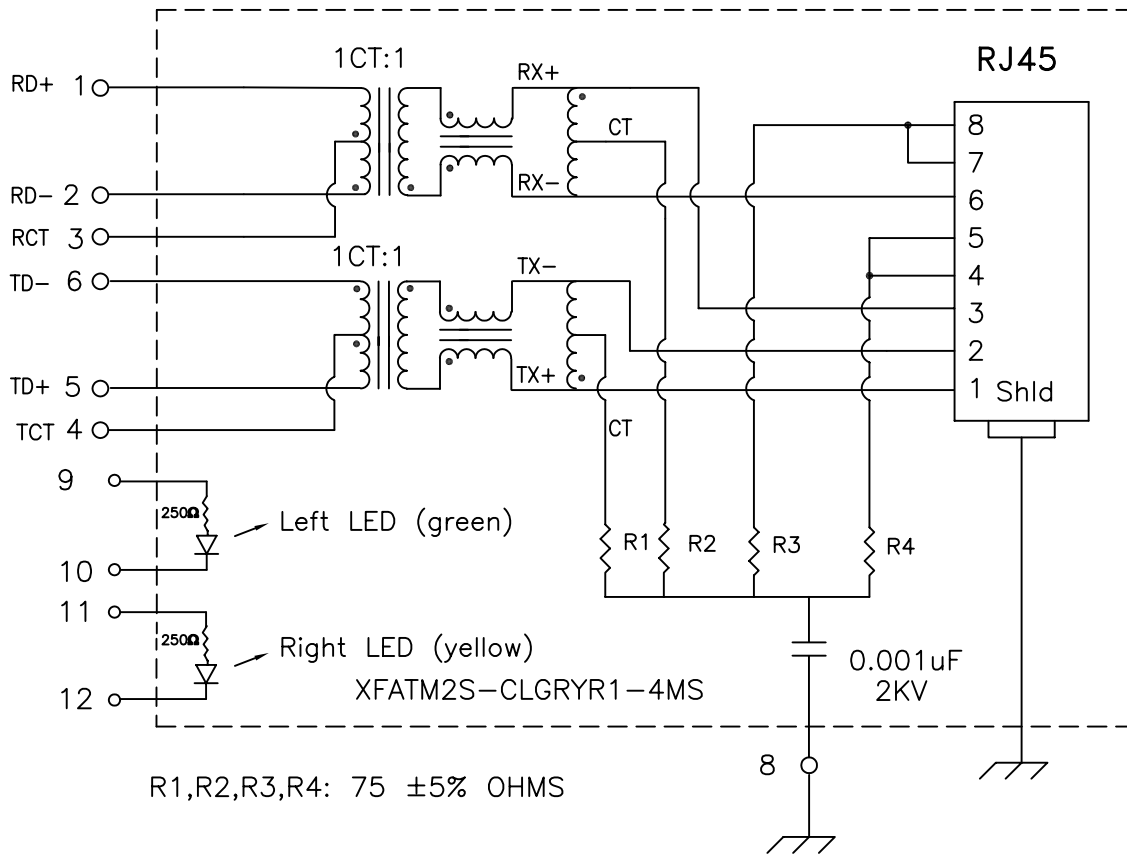 1CT:1
RJ45
RD+ 1
RX+
CT
8
7
RD- 2
RX-
6
RCT 3
5
1CT:1
TD- 6
TX-
4
3
2
TD+ 5
TX+
1 Shld
TCT 4
CT
9
250Ω
Left LED (green)
R1
R2
R3
R4
10
11
250Ω
Right LED (yellow)
0.001uF
2KV
12
XFATM2S-CLGRYR1-4MS
8
R1,R2,R3,R4: 75 ±5% OHMS